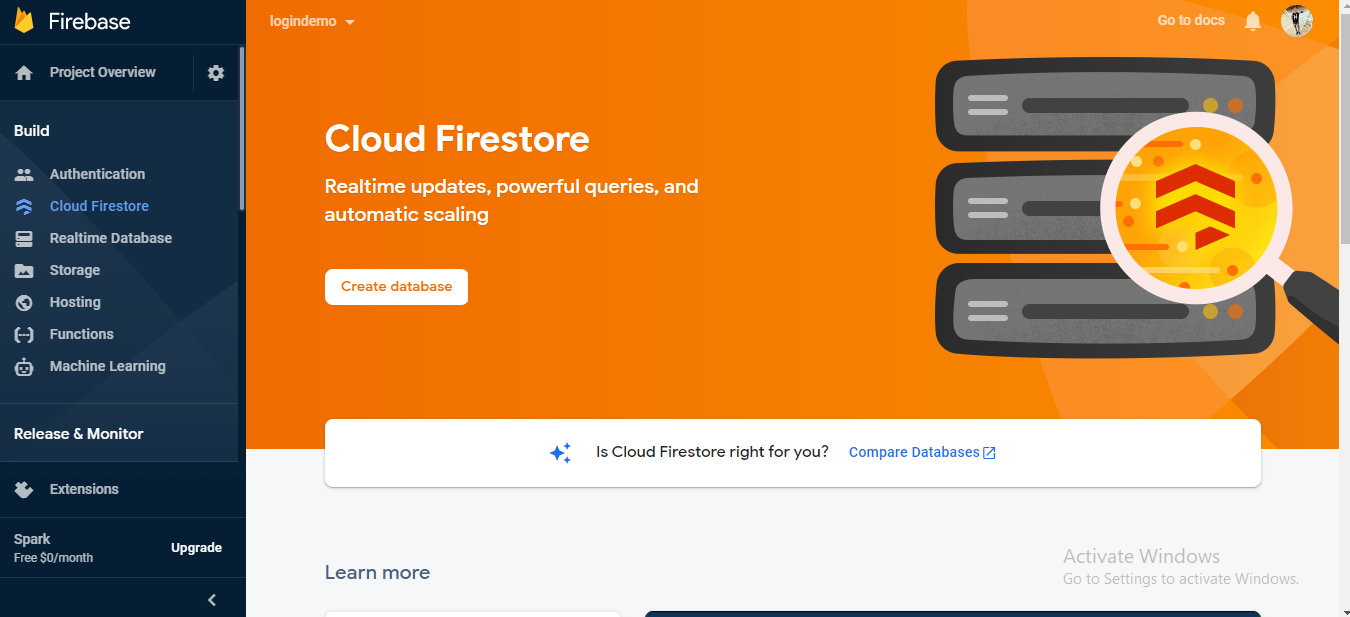 Firebase
Project Overview
Build
Authentication
Cloud Firestore
Realtime Database
Storage
Hosting
Functions
Machine Learning
Release & Monitor
Extensions
Spark
Free $0/month
Upgrade
logindemo
Go to docs
Cloud Firestore
Realtime updates, powerful queries, and
automatic scaling
Create database
Is Cloud Firestore right for you? Compare Databases
Learn more
Activate Windows
Go to Settings to activate Windows.